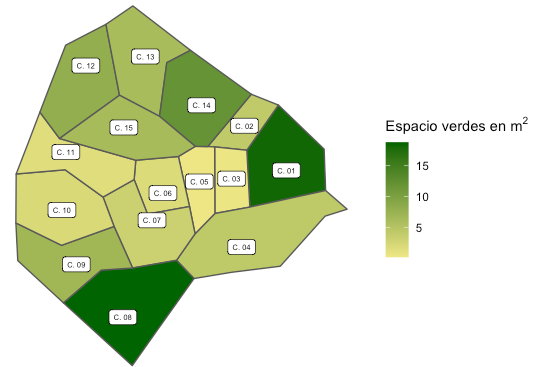 C. 13
C. 12
C. 14
C. 15
C. 02
C. 11
C. 01
C. 05
C. 03
C. 06
C. 10
C. 07
C. 04
C. 09
C. 08
Espacio verdes en m²
15
10
5